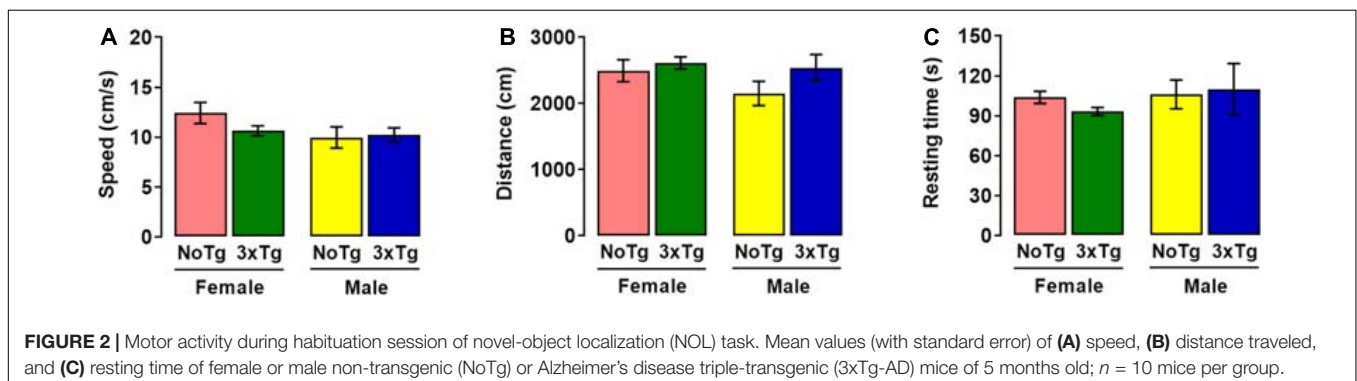 A
B
C
20
15
10
5
0
Speed (cm/s)
NoTg 3xTg NoTg 3xTg
Female Male
3000
2000
1000
0
Distance (cm)
NoTg 3xTg NoTg 3xTg
Female Male
150
120
90
60
30
0
Resting time (s)
NoTg 3xTg NoTg 3xTg
Female Male
FIGURE 2 | Motor activity during habituation session of novel-object localization (NOL) task. Mean values (with standard error) of (A) speed, (B) distance traveled,
and (C) resting time of female or male non-transgenic (NoTg) or Alzheimer's disease triple-transgenic (3xTg-AD) mice of 5 months old; n = 10 mice per group.